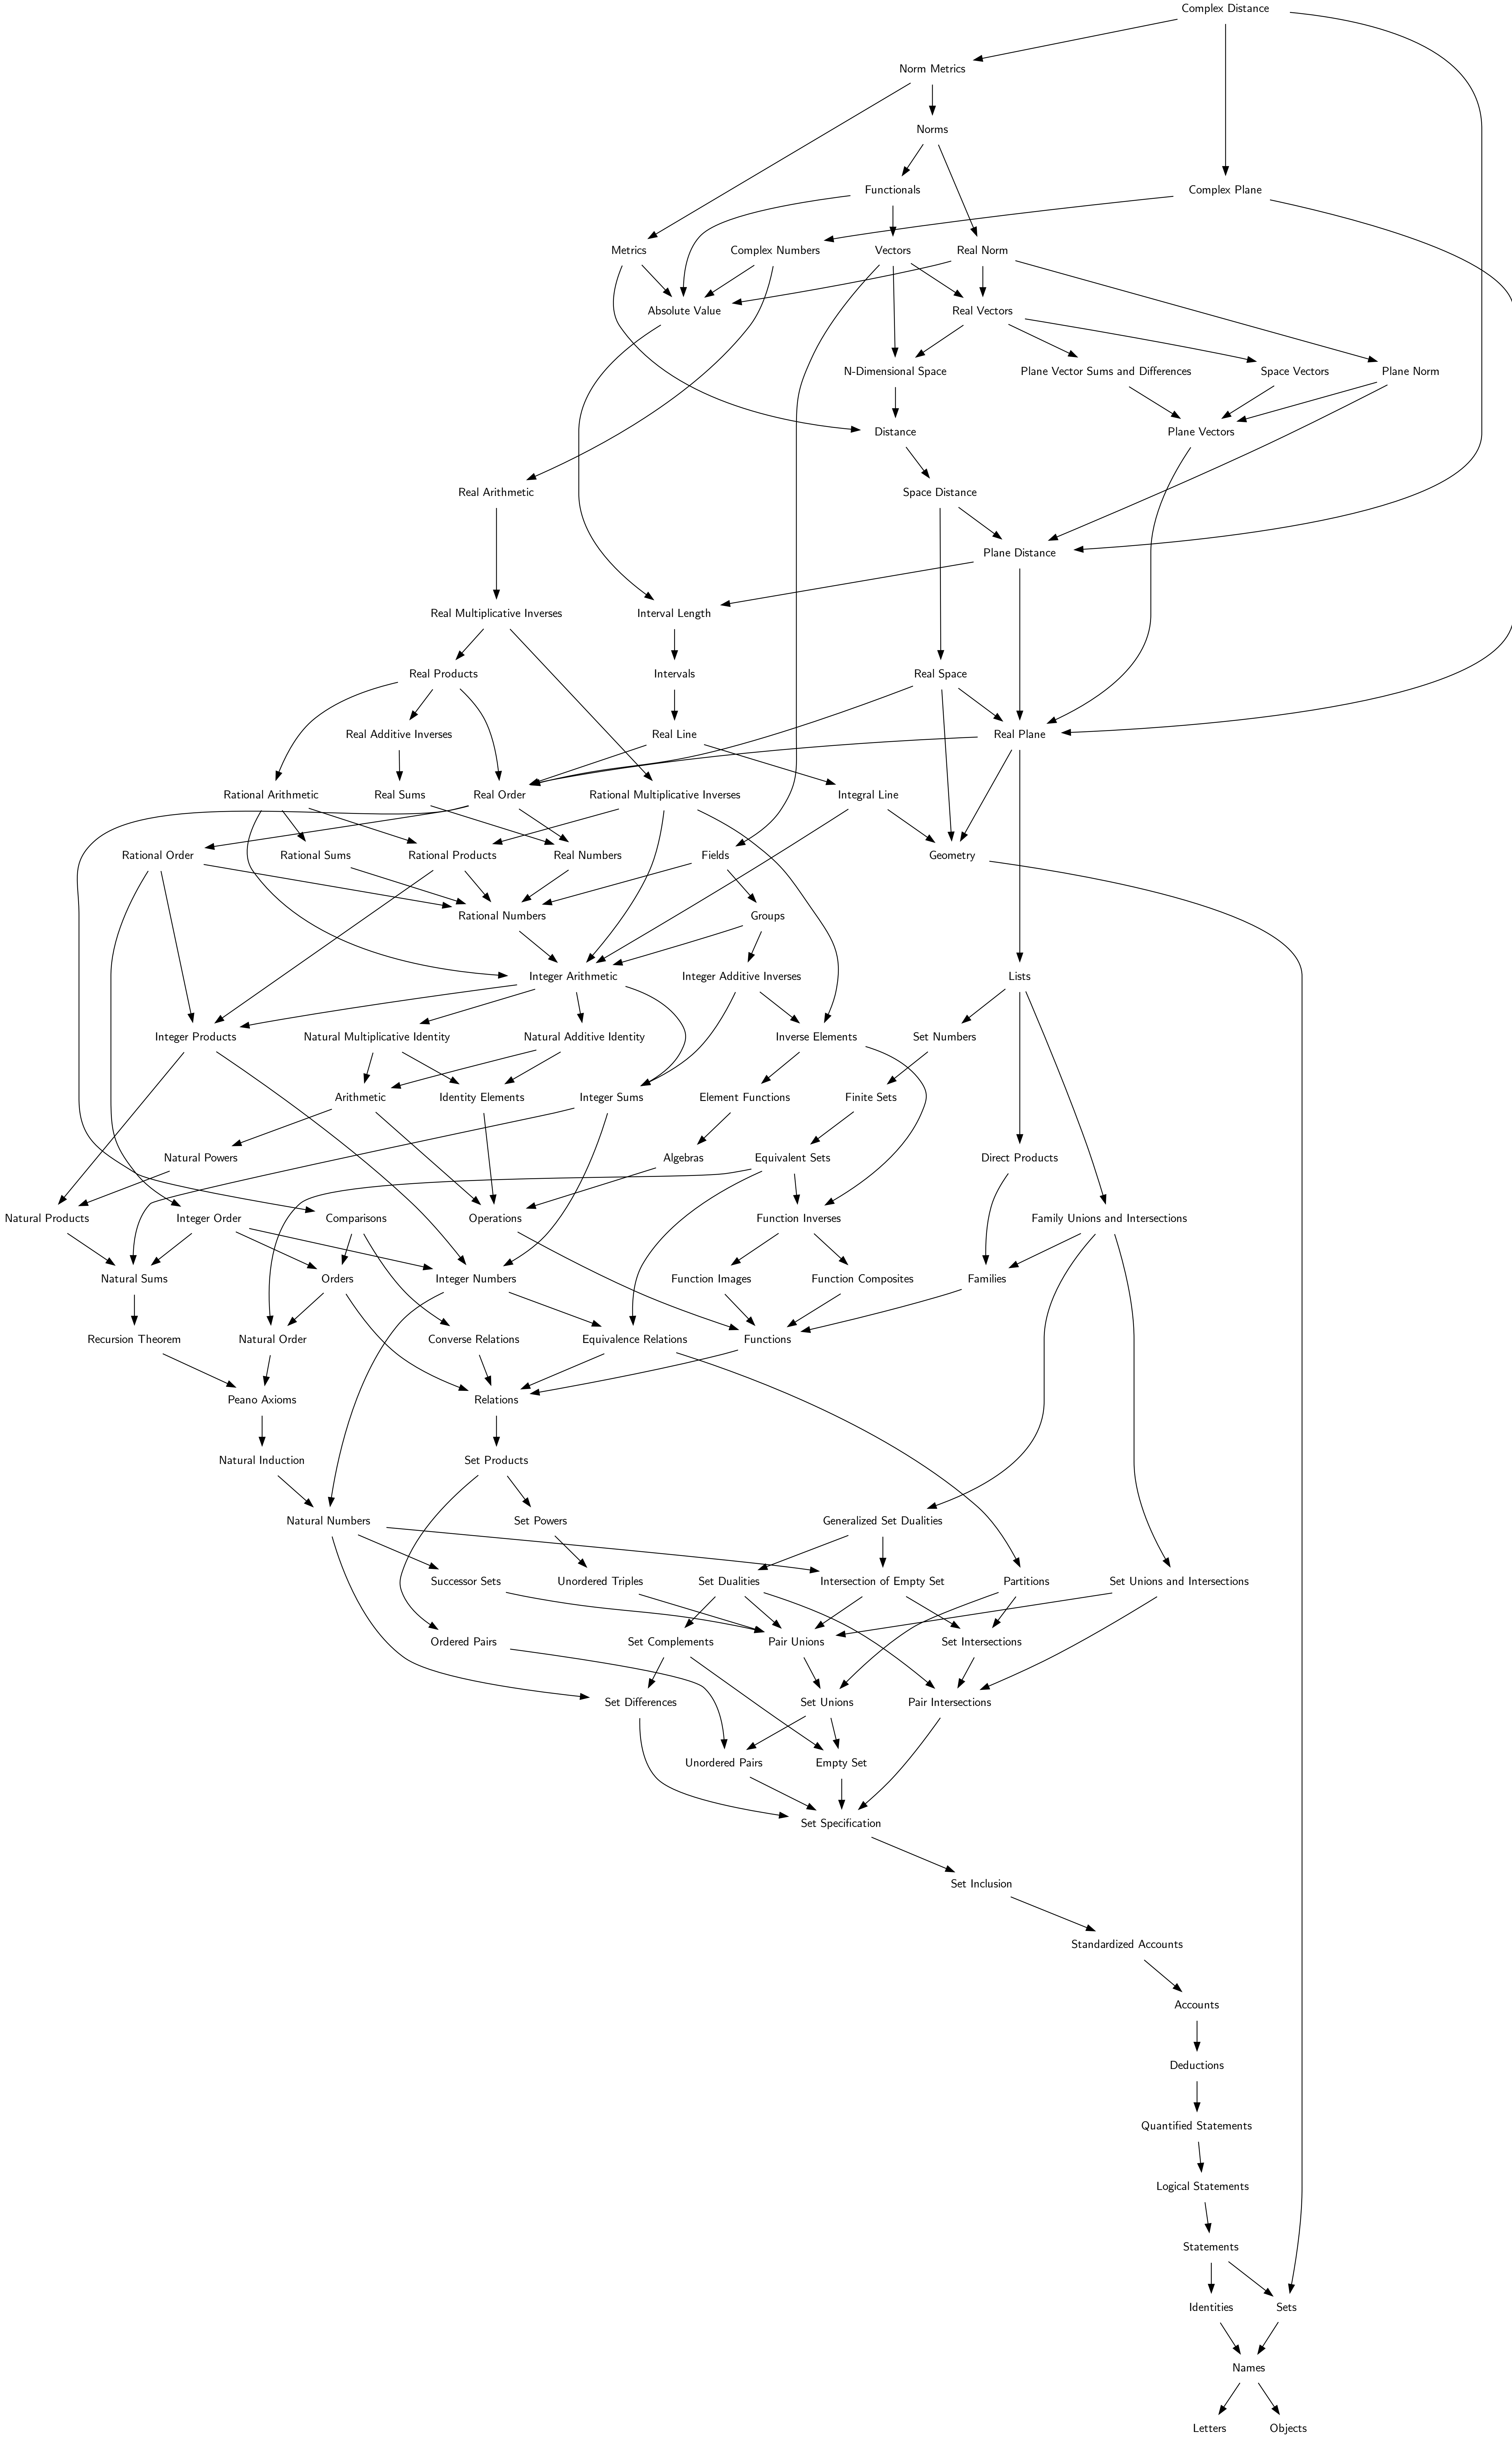 Complex Distance
Norm Metrics
Norms
Functionals
Complex Plane
Metrics
Complex Numbers
Vectors
Real Norm
Absolute Value
Real Vectors
N-Dimensional Space
Plane Vector Sums and Differences
Space Vectors
Plane Norm
Distance
Plane Vectors
Real Arithmetic
Space Distance
Plane Distance
Real Multiplicative Inverses
Interval Length
Real Products
Intervals
Real Space
Real Additive Inverses
Real Line
Real Plane
Rational Arithmetic
Real Sums
Real Order
Rational Multiplicative Inverses
Integral Line
Rational Order
Rational Sums
Rational Products
Real Numbers
Fields
Geometry
Rational Numbers
Groups
Integer Arithmetic
Integer Additive Inverses
Lists
Integer Products
Natural Multiplicative Identity
Natural Additive Identity
Inverse Elements
Set Numbers
Arithmetic
Identity Elements
Integer Sums
Element Functions
Finite Sets
Natural Powers
Algebras
Equivalent Sets
Direct Products
Natural Products
Integer Order
Comparisons
Operations
Function Inverses
Family Unions and Intersections
Natural Sums
Orders
Integer Numbers
Function Images
Function Composites
Families
Recursion Theorem
Natural Order
Converse Relations
Equivalence Relations
Functions
Peano Axioms
Relations
Natural Induction
Set Products
Natural Numbers
Set Powers
Generalized Set Dualities
Successor Sets
Unordered Triples
Set Dualities
Intersection of Empty Set
Partitions
Set Unions and Intersections
Ordered Pairs
Set Complements
Pair Unions
Set Intersections
Set Differences
Set Unions
Pair Intersections
Unordered Pairs
Empty Set
Set Specification
Set Inclusion
Standardized Accounts
Accounts
Deductions
Quantified Statements
Logical Statements
Statements
Identities
Sets
Names
Letters
Objects